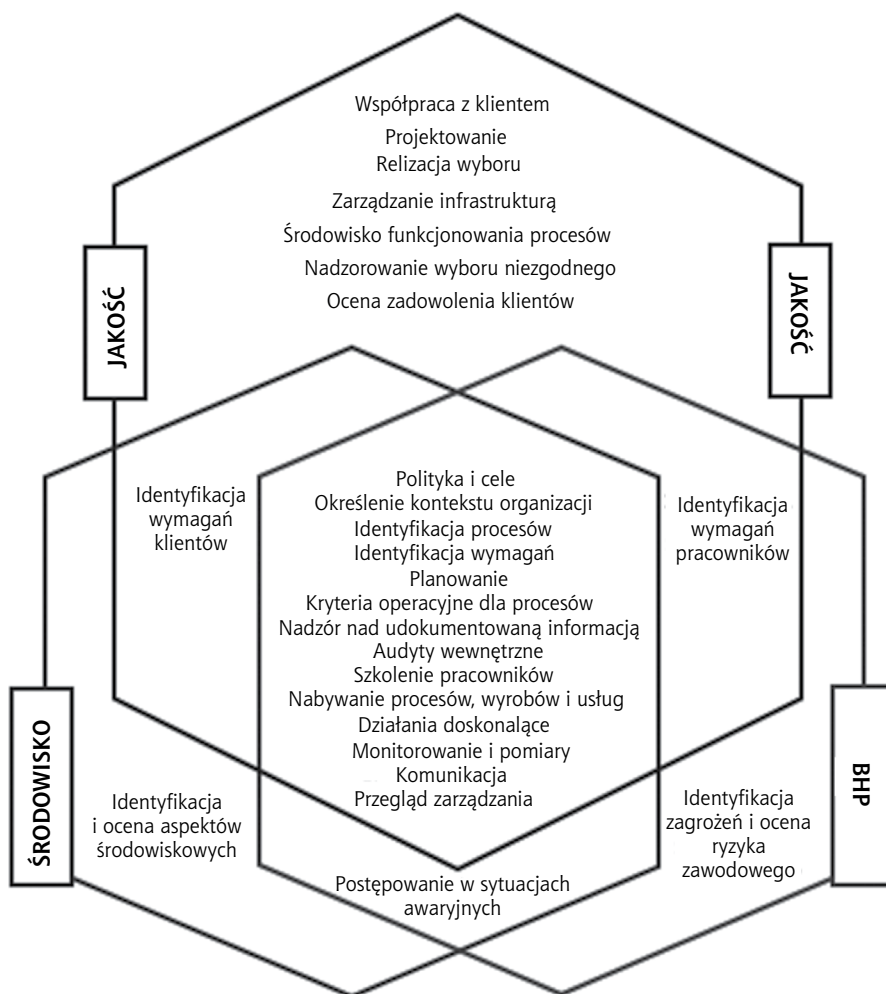 Współpraca z klientem
Projektowanie
Relizacja wyboru
Zarządzanie infrastrukturą
Środowisko funkcjonowania procesów
Nadzorowanie wyboru niezgodnego
Ocena zadowolenia klientów
JAKOŚĆ
JAKOŚĆ
Identyfikacja
wymagań
klientów
Polityka i cele
Określenie kontekstu organizacji
Identyfikacja procesów
Identyfikacja wymagań
Planowanie
Kryteria operacyjne dla procesów
Nadzór nad udokumentowaną informacją
Audyty wewnętrzne
Szkolenie pracowników
Nabywanie procesów, wyrobów i usług
Działania doskonalące
Monitorowanie i pomiary
Komunikacja
Przegląd zarządzania
Identyfikacja
wymagań
pracowników
ŚRODOWISKO
BHP
Identyfikacja
i ocena aspektów
środowiskowych
Identyfikacja
zagrożeń i ocena
ryzyka
zawodowego
Postępowanie w sytuacjach
awaryjnych